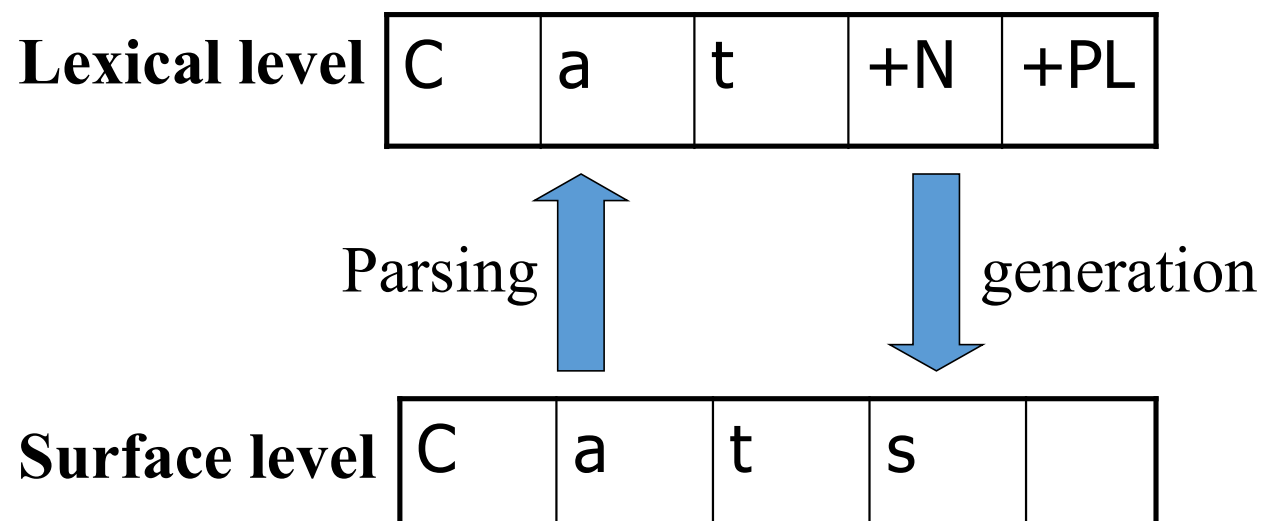 Lexical level C a t +N +PL
Parsing generation
Surface level C a t s